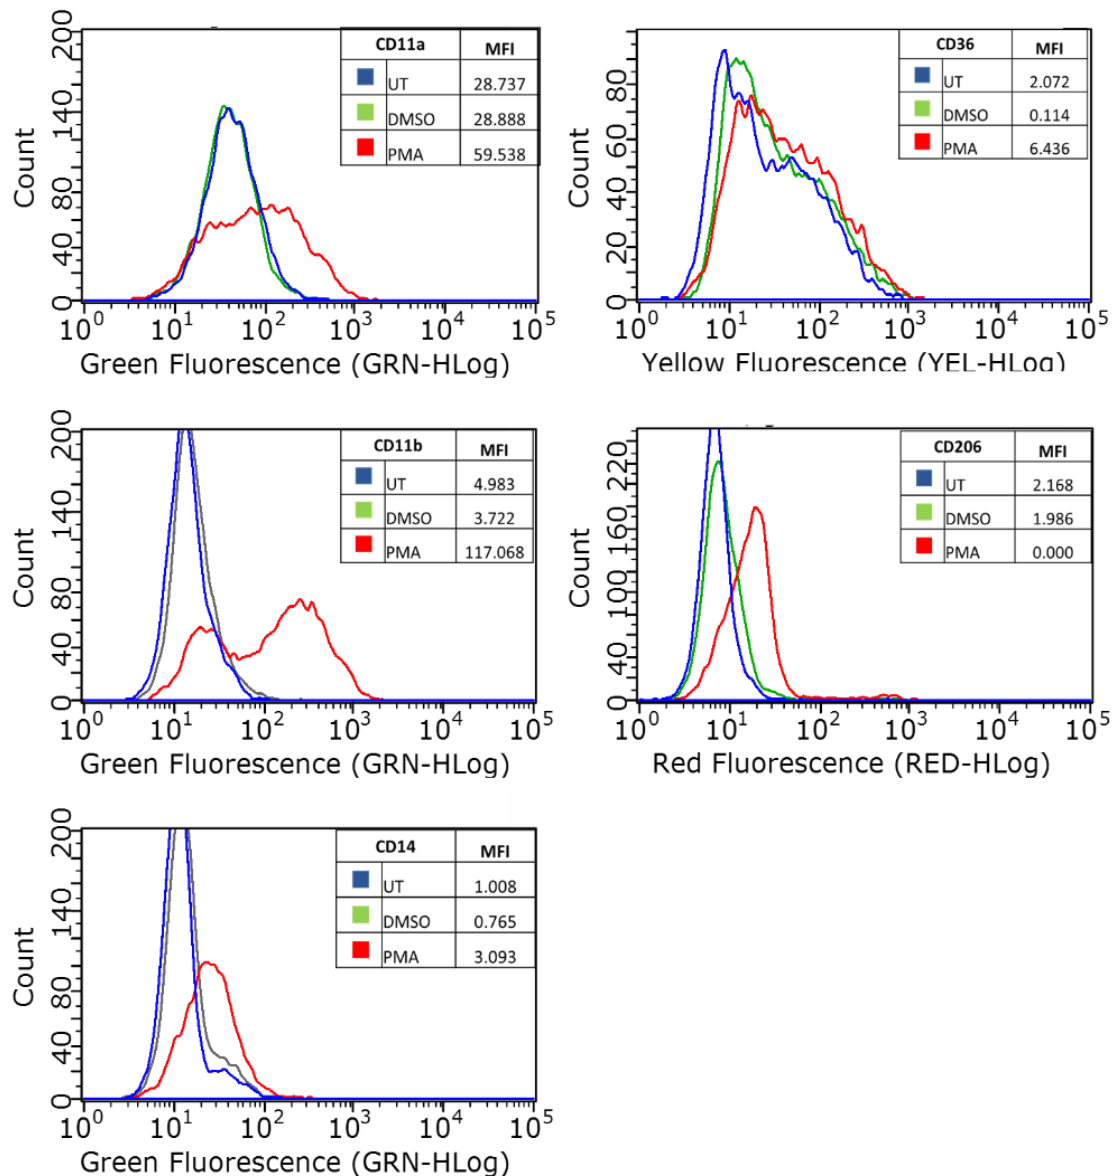 CD11a MFI
UT 28.737
DMSO 28.888
PMA 59.538
200
140
80
40
0
Count
10^0 10^1 10^2 10^3 10^4 10^5
Green Fluorescence (GRN-HLog)
CD36 MFI
UT 2.072
DMSO 0.114
PMA 6.436
80
60
40
20
0
Count
10^0 10^1 10^2 10^3 10^4 10^5
Yellow Fluorescence (YEL-HLog)
CD11b MFI
UT 4.983
DMSO 3.722
PMA 117.068
200
140
80
40
0
Count
10^0 10^1 10^2 10^3 10^4 10^5
Green Fluorescence (GRN-HLog)
CD206 MFI
UT 2.168
DMSO 1.986
PMA 0.000
220
160
100
40
0
Count
10^0 10^1 10^2 10^3 10^4 10^5
Red Fluorescence (RED-HLog)
CD14 MFI
UT 1.008
DMSO 0.765
PMA 3.093
200
140
80
40
0
Count
10^0 10^1 10^2 10^3 10^4 10^5
Green Fluorescence (GRN-HLog)